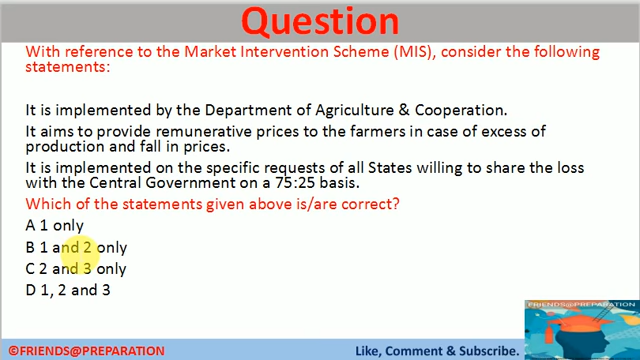 Question
With reference to the Market Intervention Scheme (MIS), consider the following
statements:
It is implemented by the Department of Agriculture & Cooperation.
It aims to provide remunerative prices to the farmers in case of excess of
production and fall in prices.
It is implemented on the specific requests of all States willing to share the loss
with the Central Government on a 75:25 basis.
Which of the statements given above is/are correct?
A 1 only
B 1 and 2 only
C 2 and 3 only
D 1, 2 and 3
FRIENDS@PREPARATION
©FRIENDS@PREPARATION
Like, Comment & Subscribe.